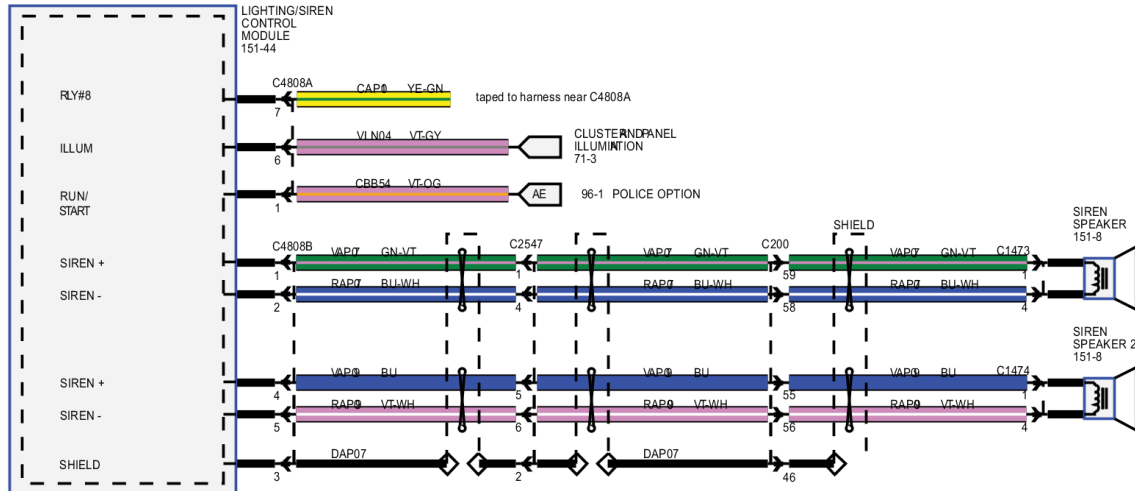 LIGHTING/SIREN
CONTROL
MODULE
151-44
C4808A
RLY#8
7
CAP10 YE-GN
taped to harness near C4808A
ILLUM
6
VLN04 VT-GY
CLUSTER AND PANEL
ILLUMINATION
71-3
RUN/
START
1
CBB54 VT-OG
AE
96-1 POLICE OPTION
SHIELD
SIREN
SPEAKER
151-8
C4808B
C2547
C200
C1473
SIREN +
1
VAP07 GN-VT
1
VAP07 GN-VT
59
VAP07 GN-VT
1
SIREN -
2
RAP07 BU-WH
4
RAP07 BU-WH
58
RAP07 BU-WH
4
SIREN
SPEAKER 2
151-8
C1474
SIREN +
4
VAP09 BU
5
VAP09 BU
55
VAP09 BU
1
SIREN -
5
RAP09 VT-WH
6
RAP09 VT-WH
56
RAP09 VT-WH
4
SHIELD
3
DAP07
2
DAP07
46